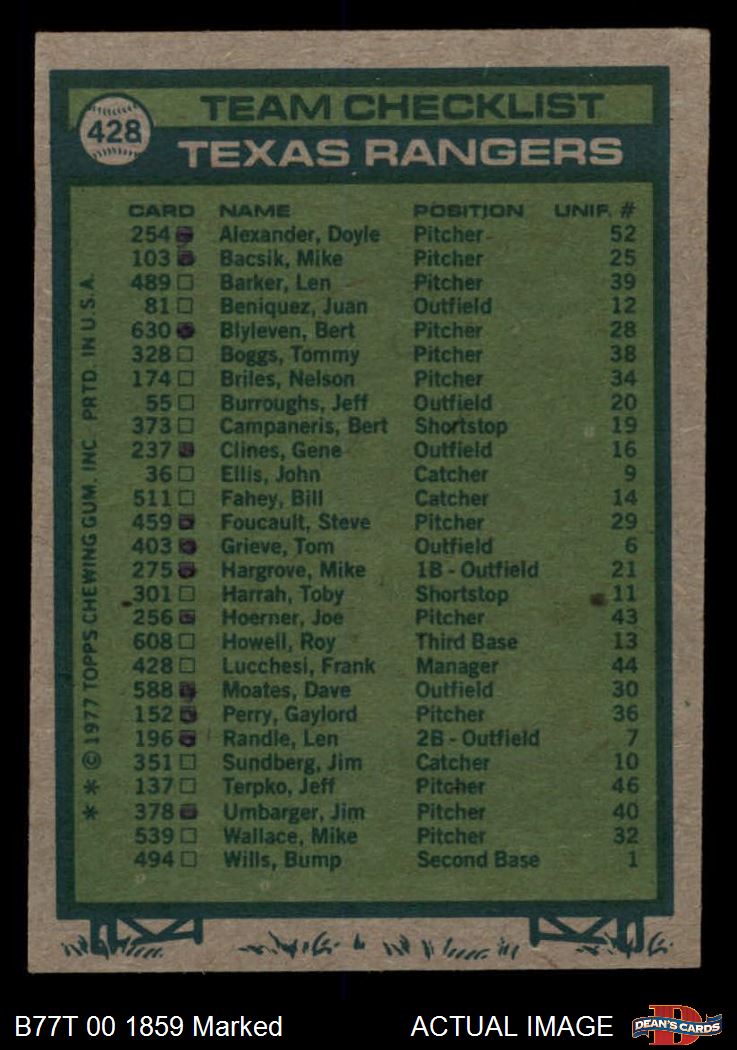 428
TEAM CHECKLIST
TEXAS RANGERS
CARD NAME POSITION UNIF. #
254 Alexander, Doyle Pitcher 52
103 Bacsik, Mike Pitcher 25
489 Barker, Len Pitcher 39
81 Beniquez, Juan Outfield 12
630 Blyleven, Bert Pitcher 28
328 Boggs, Tommy Pitcher 38
174 Briles, Nelson Pitcher 34
55 Burroughs, Jeff Outfield 20
373 Campaneris, Bert Shortstop 19
237 Clines, Gene Outfield 16
36 Ellis, John Catcher 9
511 Fahey, Bill Catcher 14
459 Foucault, Steve Pitcher 29
403 Grieve, Tom Outfield 6
275 Hargrove, Mike 1B - Outfield 21
301 Harrah, Toby Shortstop 11
256 Hoerner, Joe Pitcher 43
608 Howell, Roy Third Base 13
428 Lucchesi, Frank Manager 44
588 Moates, Dave Outfield 30
152 Perry, Gaylord Pitcher 36
196 Randle, Len 2B - Outfield 7
351 Sundberg, Jim Catcher 10
137 Terpko, Jeff Pitcher 46
378 Umbarger, Jim Pitcher 40
539 Wallace, Mike Pitcher 32
494 Wills, Bump Second Base 1
* * © 1977 TOPPS CHEWING GUM, INC. PRTD. IN U.S.A.
B77T 00 1859 Marked ACTUAL IMAGE
D
DEAN'S CARDS